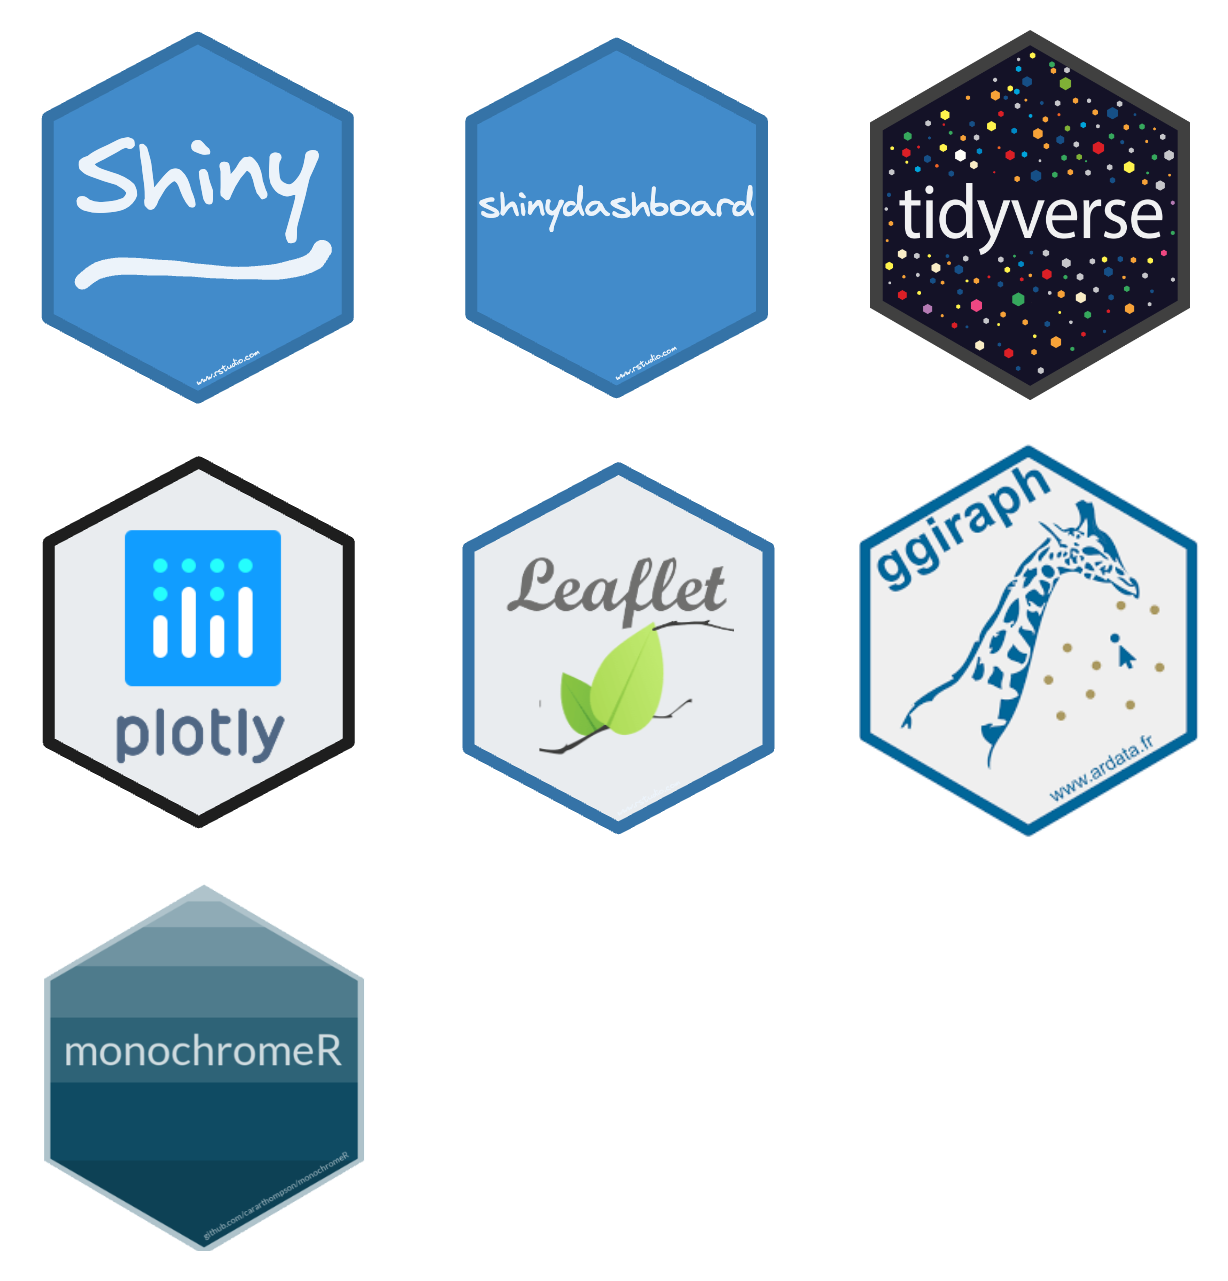 Shiny
www.rstudio.com
shinydashboard
www.rstudio.com
tidyverse
plotly
Leaflet
ggiraph
www.ardata.fr
monochromeR
github.com/cararthompson/monochromeR